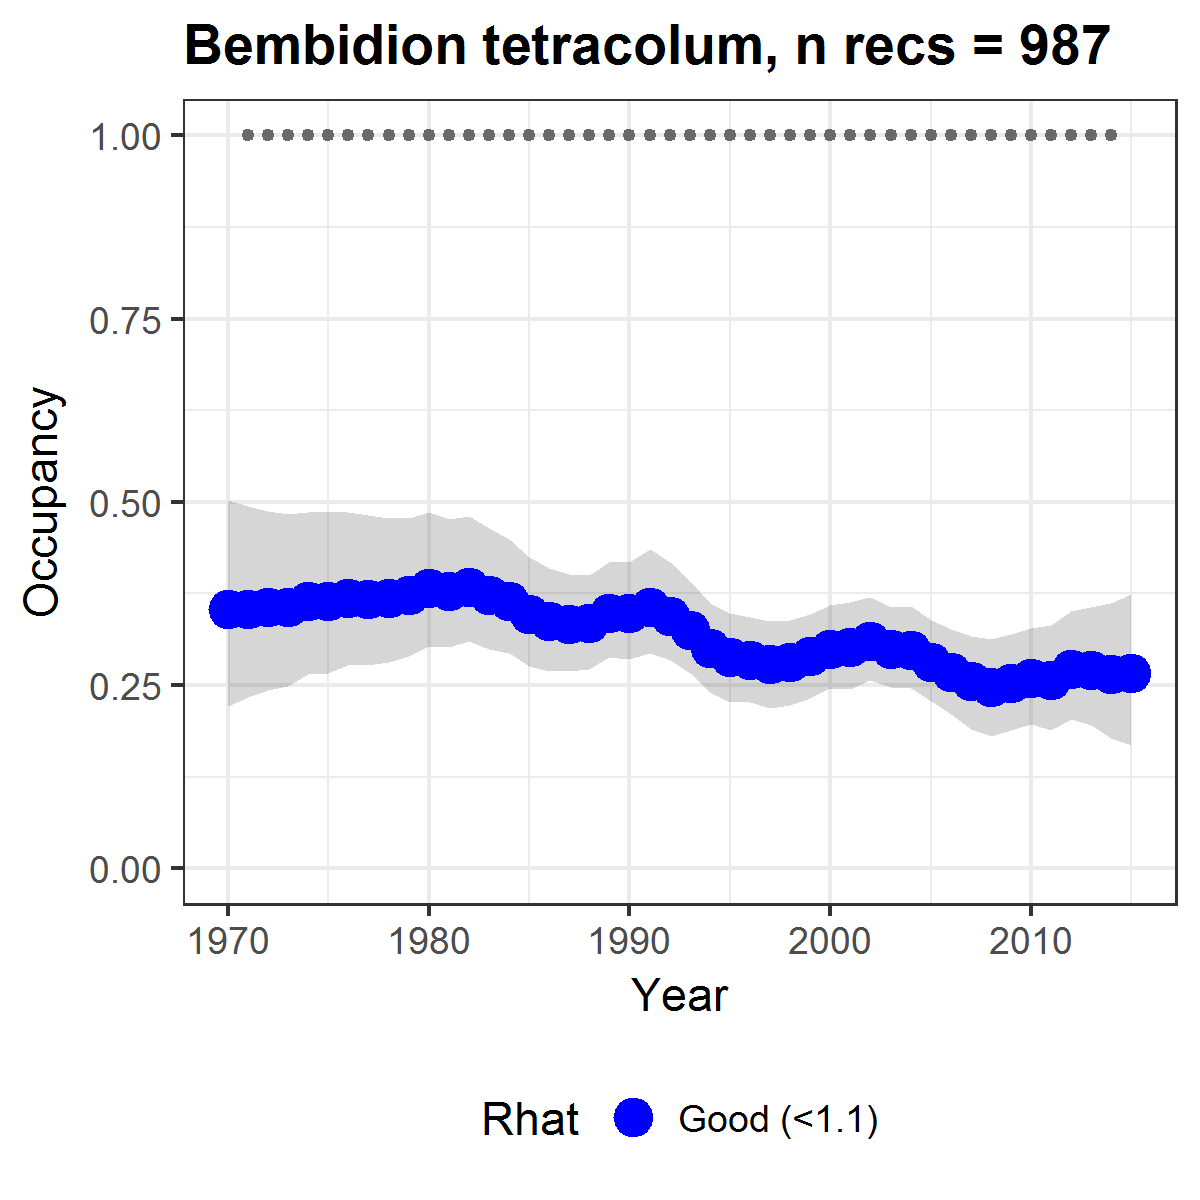 Bembidion tetracolum, n recs = 987
1.00
0.75
0.50
0.25
0.00
Occupancy
1970 1980 1990 2000 2010
Year
Rhat Good (<1.1)